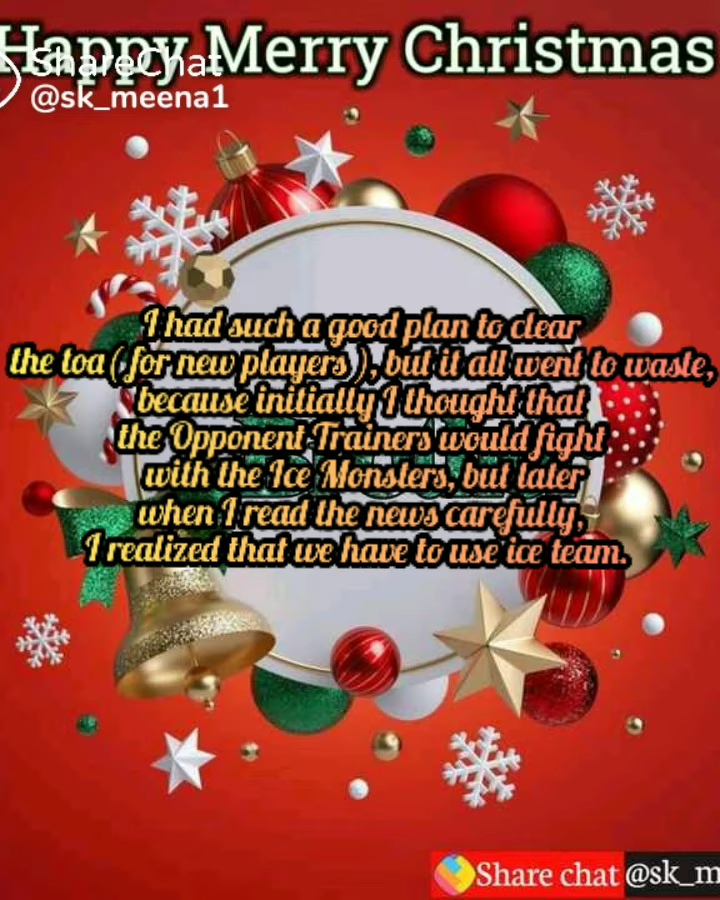 Happy Merry Christmas
ShareChat
@sk_meena1
I had such a good plan to clear
the toa ( for new players ), but it all went to waste,
because initially I thought that
the Opponent Trainers would fight
with the Ice Monsters, but later
when I read the news carefully,
I realized that we have to use ice team.
Share chat @sk_m